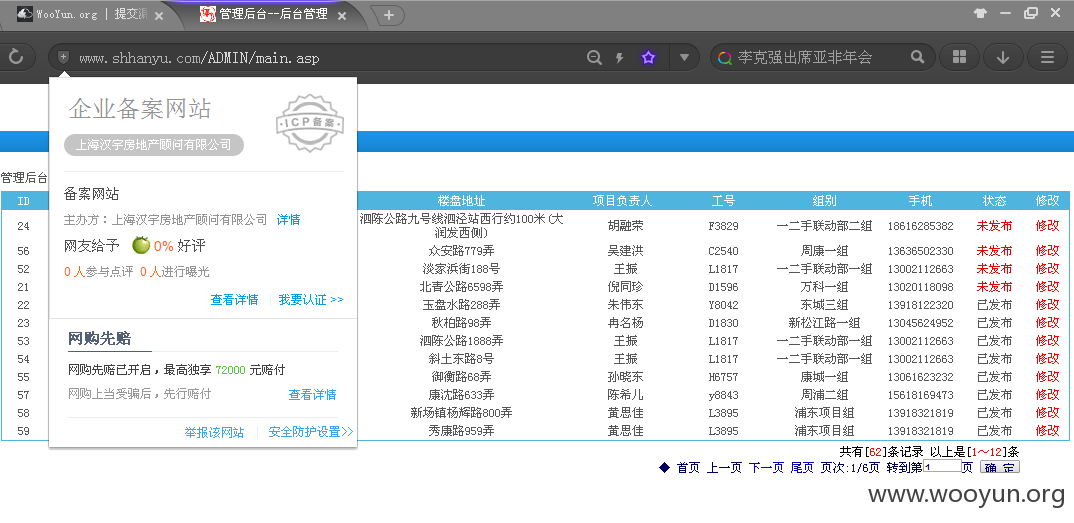 WooYun.org | 提交漏
管理后台--后台管理
www.shhanyu.com/ADMIN/main.asp
李克强出席亚非年会
企业备案网站
上海汉宇房地产顾问有限公司
ICP备案
备案网站
主办方：上海汉宇房地产顾问有限公司 详情
网友给予 0% 好评
0 人参与点评 0 人进行曝光
查看详情 我要认证 >>
网购先赔
网购先赔已开启，最高独享 72000 元赔付
网购上当受骗后，先行赔付 查看详情
举报该网站 安全防护设置>>
管理后台
ID 楼盘地址 项目负责人 工号 组别 手机 状态 修改
24 泗陈公路九号线泗泾站西行约100米(大润发西侧) 胡融荣 F3829 一二手联动部二组 18616285382 未发布 修改
56 众安路779弄 吴建洪 C2540 周康一组 13636502330 未发布 修改
52 淡家浜街188号 王振 L1817 一二手联动部一组 13002112663 未发布 修改
21 北青公路6598弄 倪同珍 D1596 万科一组 13020118098 未发布 修改
22 玉盘水路288弄 朱伟东 Y8042 东城三组 13918122320 已发布 修改
23 秋柏路98弄 冉名杨 D1830 新松江路一组 13045624952 已发布 修改
53 泗陈公路1888弄 王振 L1817 一二手联动部一组 13002112663 已发布 修改
54 斜土东路8号 王振 L1817 一二手联动部一组 13002112663 已发布 修改
55 御衡路68弄 孙晓东 H6757 康城一组 13061623232 已发布 修改
57 康沈路633弄 陈希儿 y8843 周浦二组 15618169473 已发布 修改
58 新场镇杨辉路800弄 黄思佳 L3895 浦东项目组 13918321819 已发布 修改
59 秀康路959弄 黄思佳 L3895 浦东项目组 13918321819 已发布 修改
共有[62]条记录 以上是[1～12]条
◆ 首页 上一页 下一页 尾页 页次:1/6页 转到第1页 确 定
www.wooyun.org